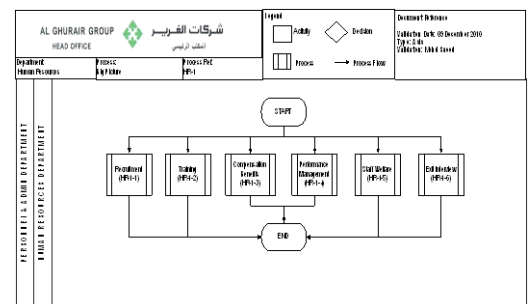 AL GHURAIR GROUP
HEAD OFFICE
شركات الغرير
المكتب الرئيسي
Legend
Activity
Decision
Process
Process Flow
Document Reference
Validation Date: 09 December 2010
Department:
Human Resources
Process:
Big Picture
Process Ref:
HR-1
PERSONNEL & ADMIN DEPARTMENT
HUMAN RESOURCES DEPARTMENT
START
Recruitment
(HR-1-1)
Training
(HR-1-2)
Compensation
Benefits
(HR-1-3)
Performance
Management
(HR-1-4)
Staff Welfare
(HR-1-5)
Exit Interview
(HR-1-6)
END